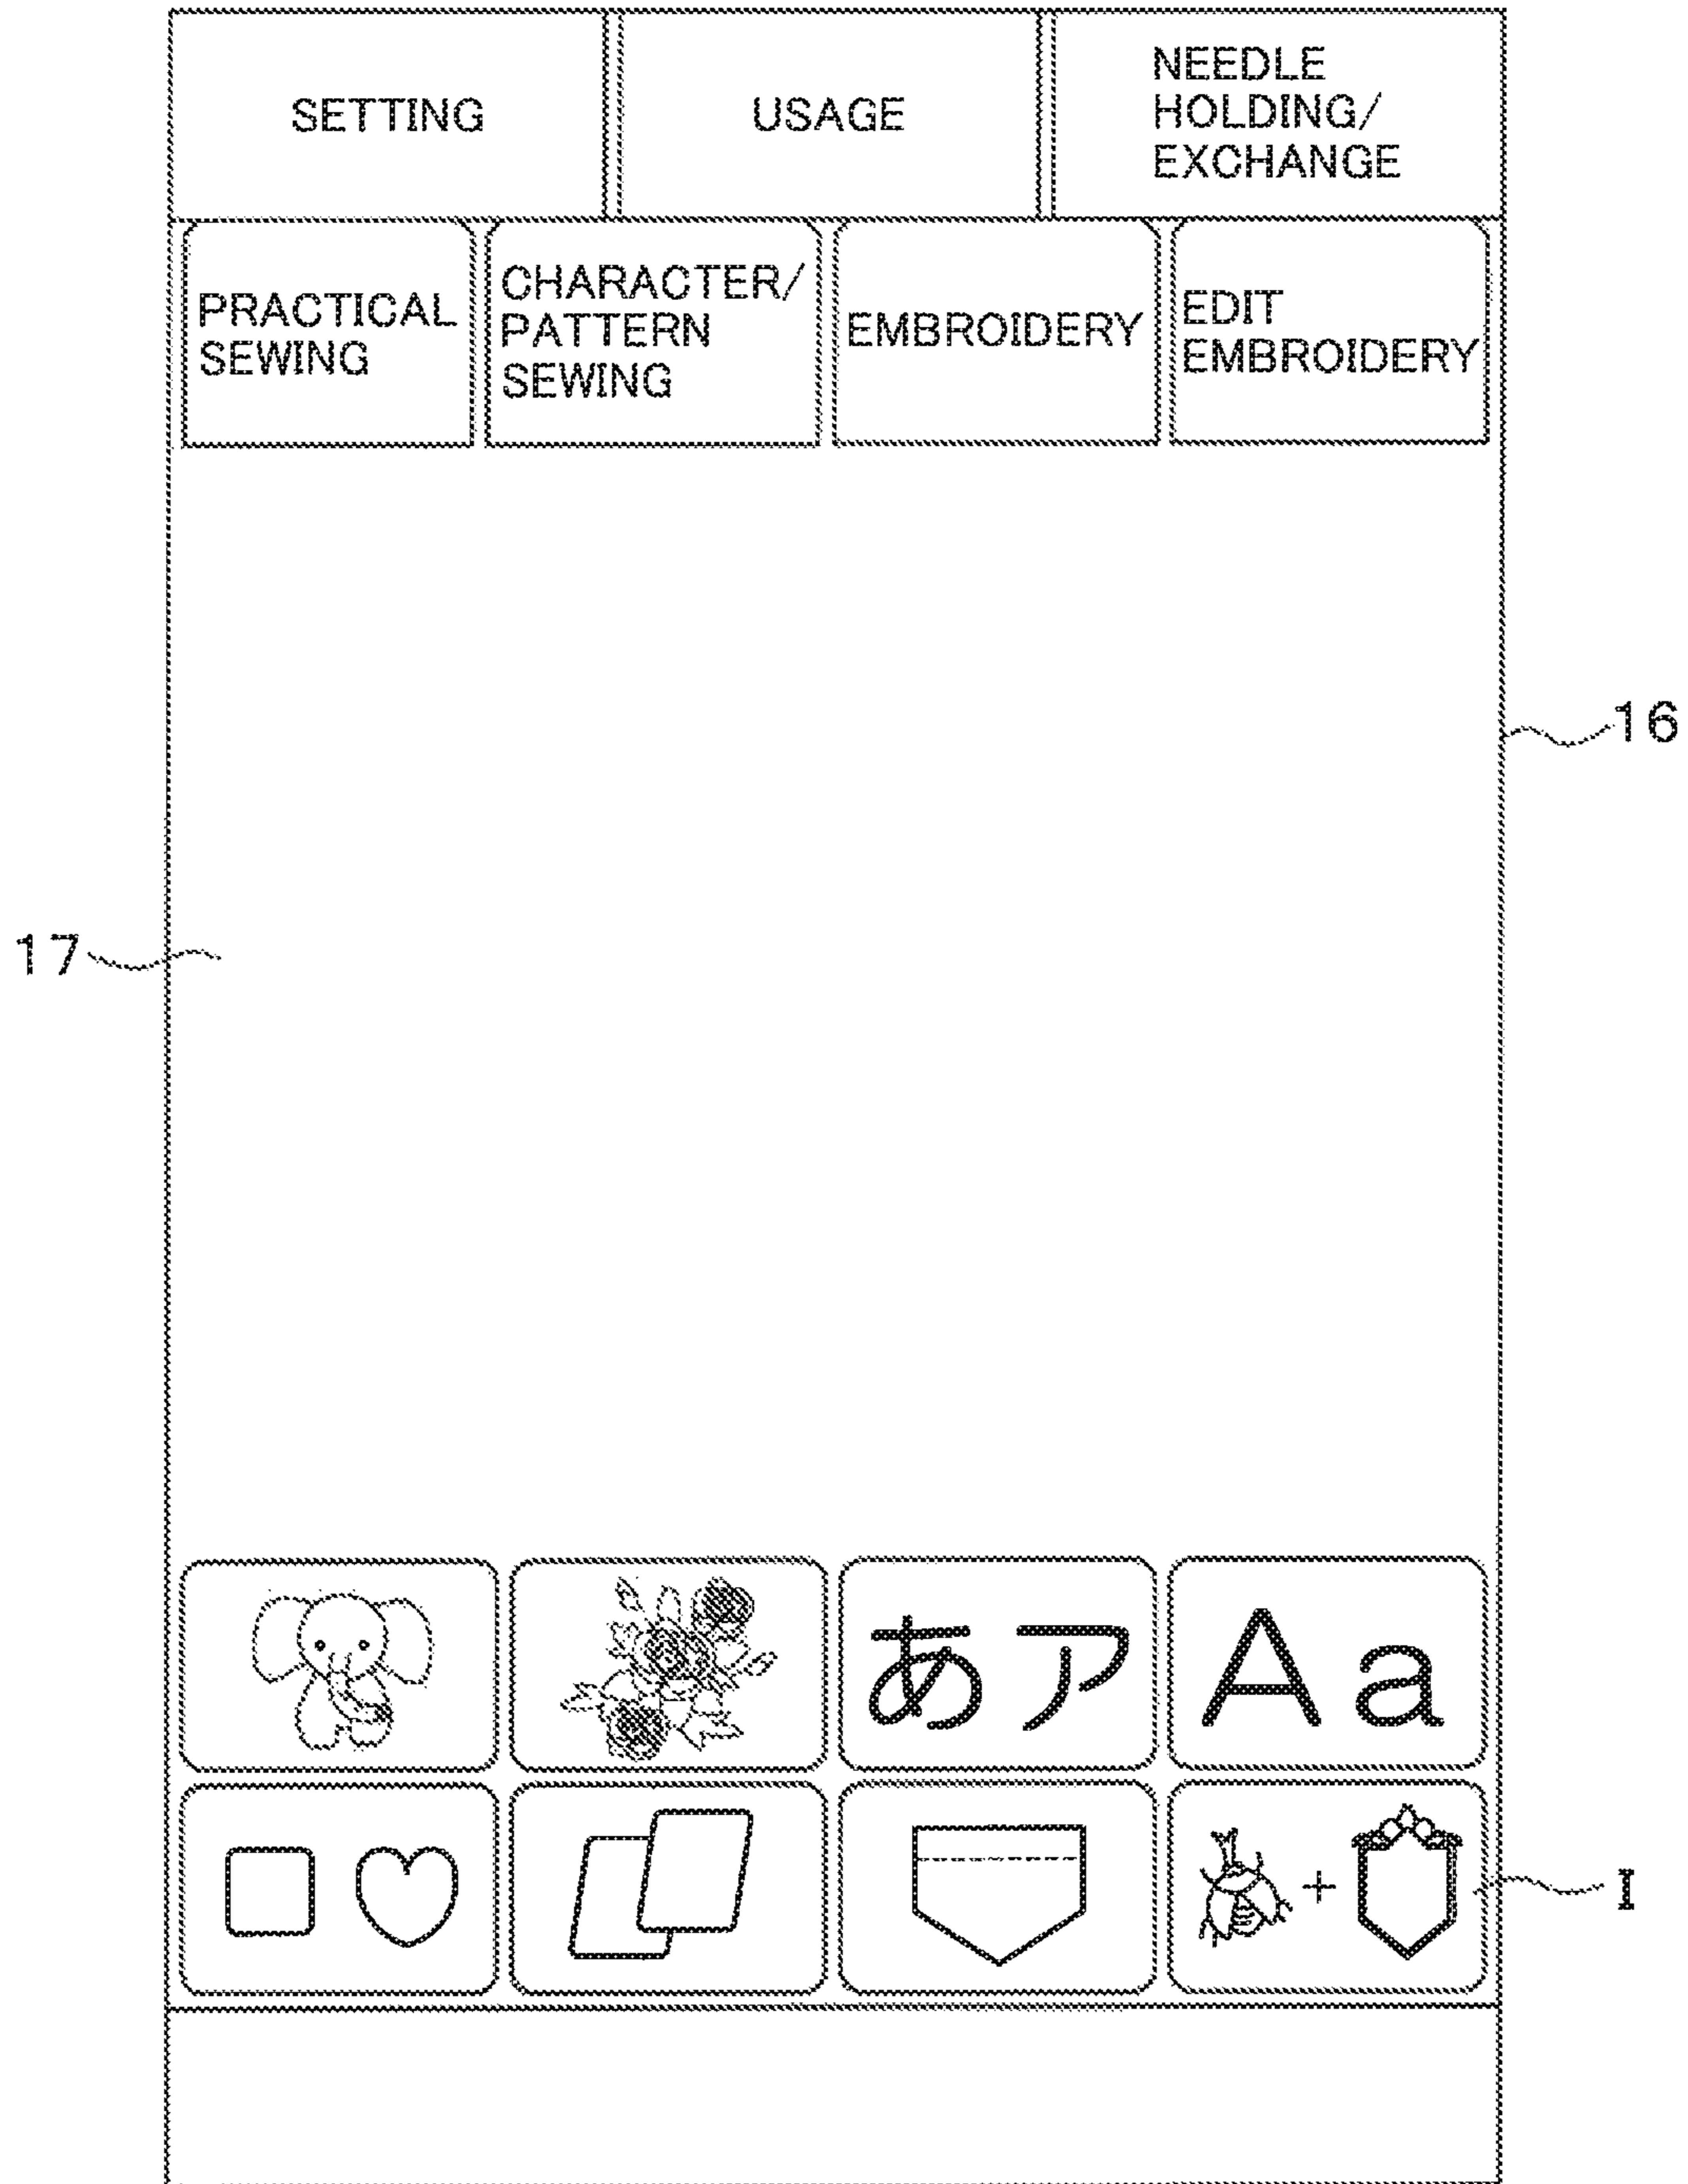 SETTING
USAGE
NEEDLE
HOLDING/
EXCHANGE
PRACTICAL
SEWING
CHARACTER/
PATTERN
SEWING
EMBROIDERY
EDIT
EMBROIDERY
16
17
あア
Aa
+
I